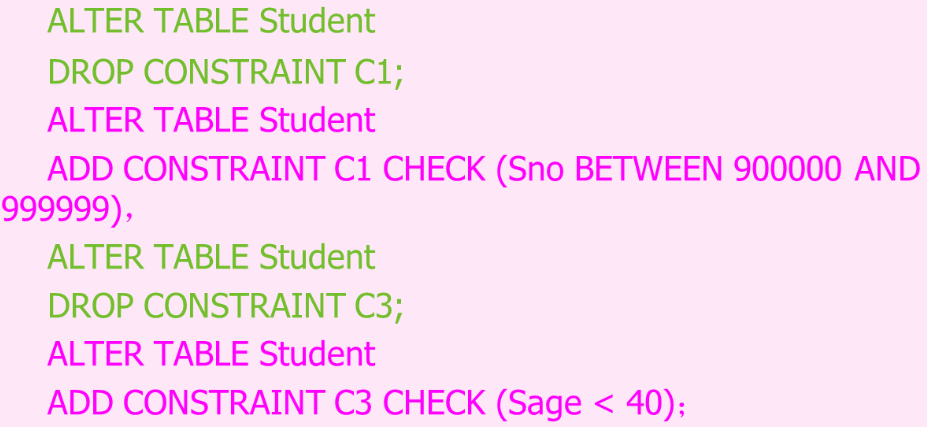 ALTER TABLE Student
DROP CONSTRAINT C1;
ALTER TABLE Student
ADD CONSTRAINT C1 CHECK (Sno BETWEEN 900000 AND
999999)，
ALTER TABLE Student
DROP CONSTRAINT C3;
ALTER TABLE Student
ADD CONSTRAINT C3 CHECK (Sage < 40)；